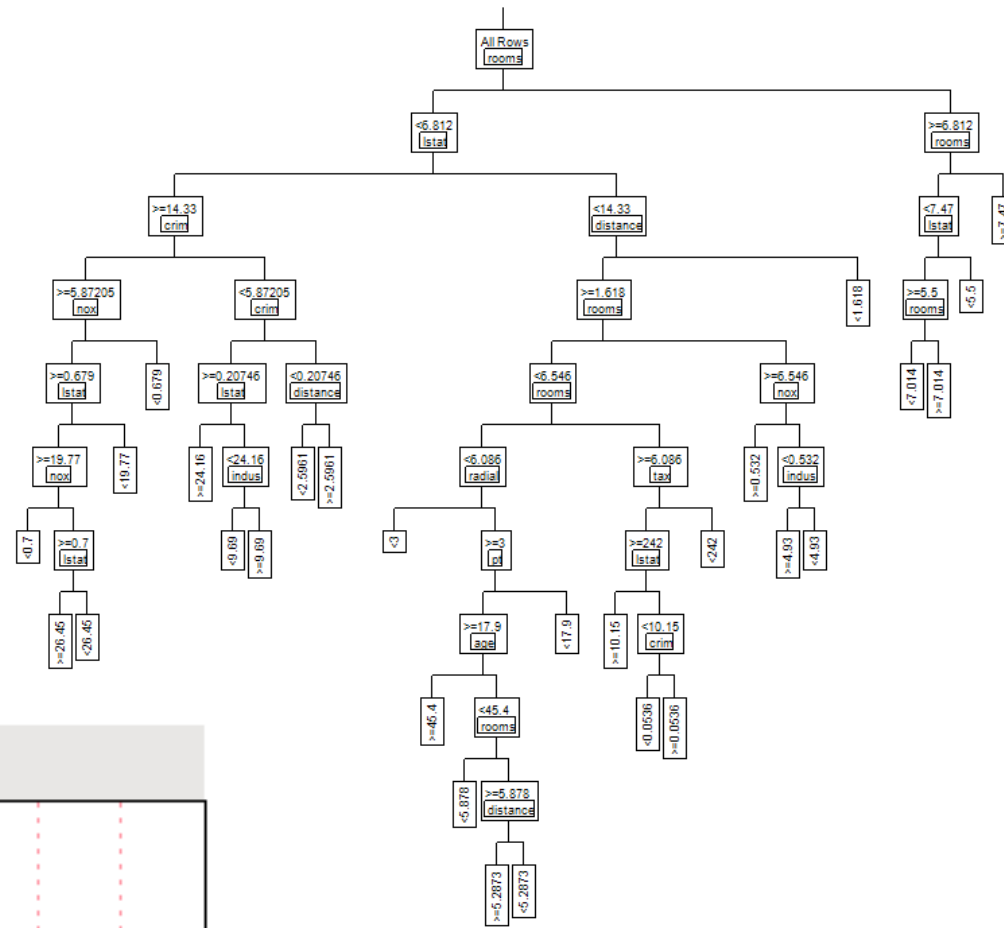 All Rows
rooms
<6.812
lstat
>=6.812
rooms
>=14.33
crim
<14.33
distance
<7.47
lstat
>=7.47
>=5.87205
nox
<5.87205
crim
>=1.618
rooms
<1.618
>=5.5
rooms
<5.5
>=0.679
lstat
<0.679
>=0.20746
lstat
<0.20746
distance
<6.546
rooms
>=6.546
nox
<7.014
>=7.014
>=19.77
nox
<19.77
>=24.16
<24.16
indus
<2.5961
>=2.5961
<6.086
radial
>=6.086
tax
>=0.532
<0.532
indus
<0.7
>=0.7
lstat
<9.69
>=9.69
<3
>=3
pt
>=242
lstat
<242
>=4.93
<4.93
>=26.45
<26.45
>=17.9
age
<17.9
>=10.15
<10.15
crim
>=45.4
<45.4
rooms
<0.0536
>=0.0536
<5.878
>=5.878
distance
>=5.2873
<5.2873